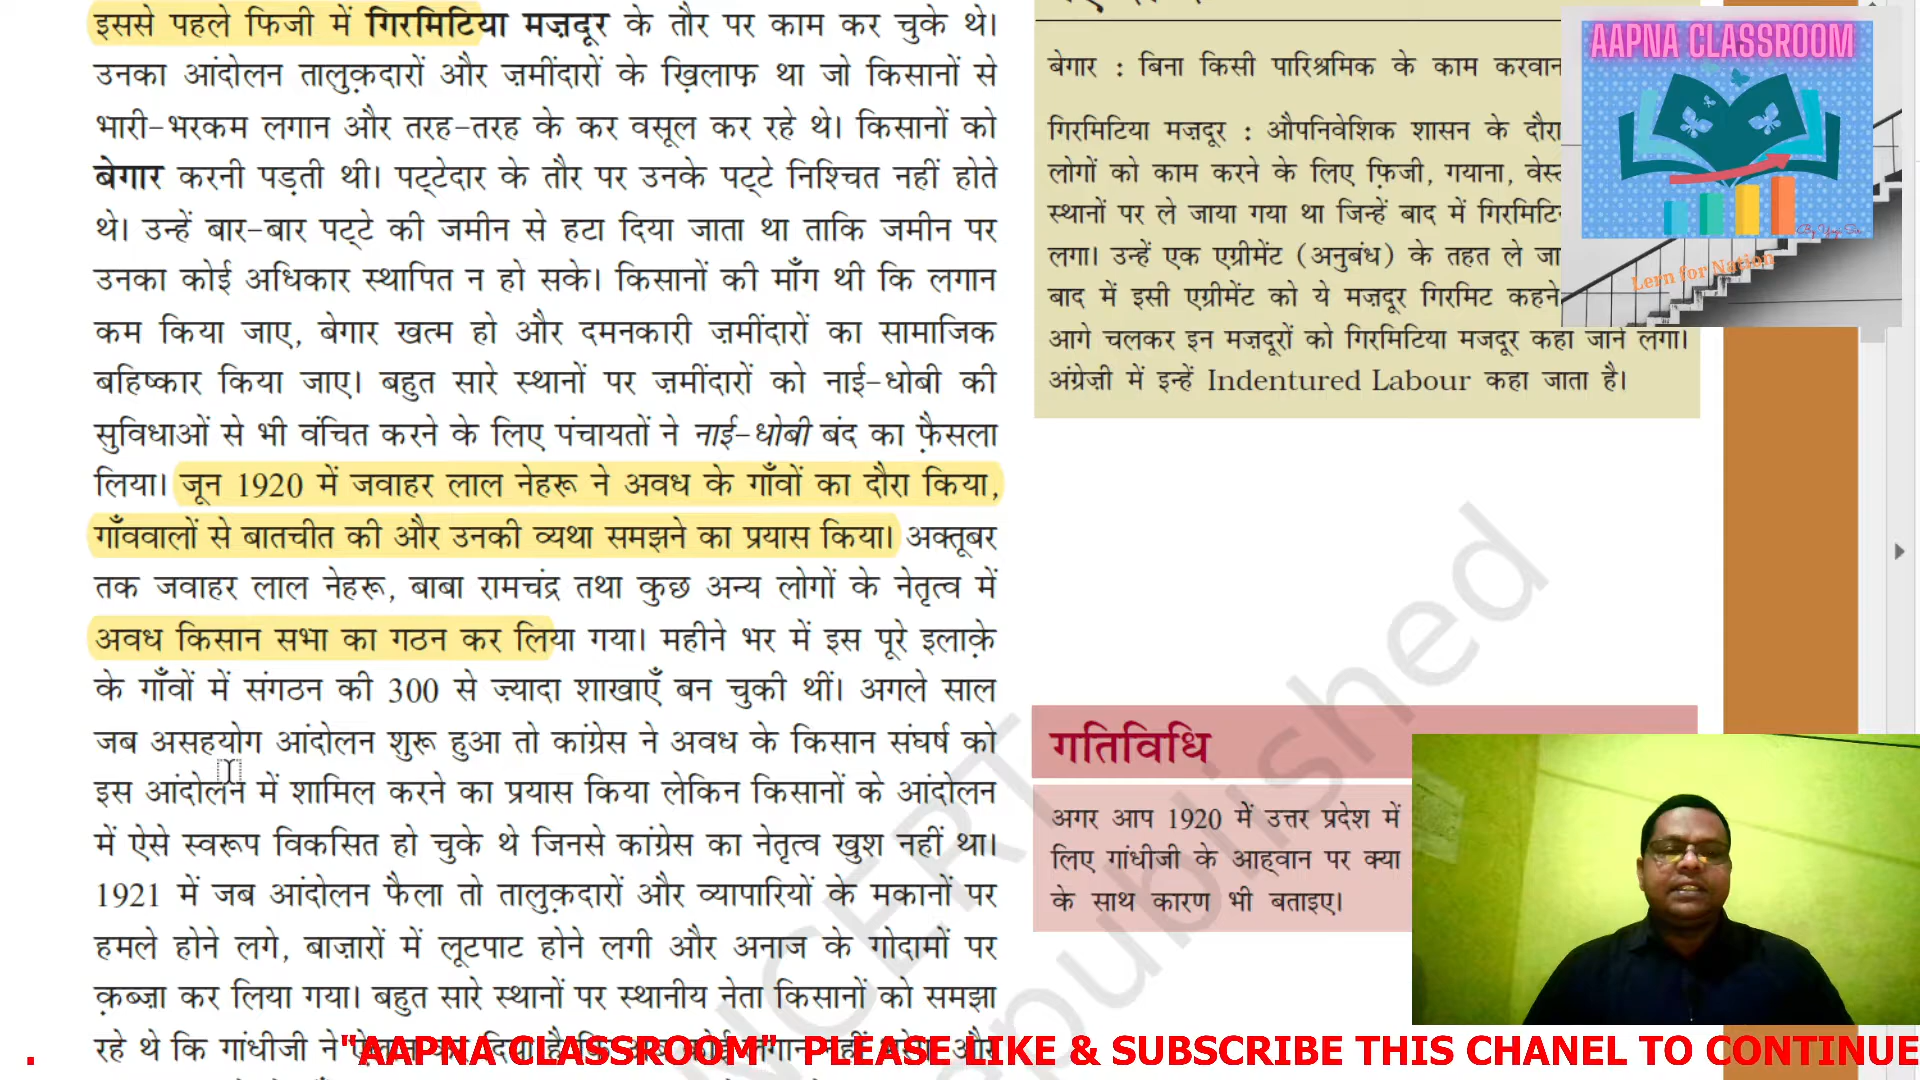 इससे पहले फिजी में गिरमिटिया मज़दूर के तौर पर काम कर चुके थे।
उनका आंदोलन तालुक़दारों और ज़मींदारों के ख़िलाफ़ था जो किसानों से
भारी-भरकम लगान और तरह-तरह के कर वसूल कर रहे थे। किसानों को
बेगार करनी पड़ती थी। पट्टेदार के तौर पर उनके पट्टे निश्चित नहीं होते
थे। उन्हें बार-बार पट्टे की जमीन से हटा दिया जाता था ताकि जमीन पर
उनका कोई अधिकार स्थापित न हो सके। किसानों की माँग थी कि लगान
कम किया जाए, बेगार खत्म हो और दमनकारी ज़मींदारों का सामाजिक
बहिष्कार किया जाए। बहुत सारे स्थानों पर ज़मींदारों को नाई-धोबी की
सुविधाओं से भी वंचित करने के लिए पंचायतों ने नाई-धोबी बंद का फ़ैसला
लिया। जून 1920 में जवाहर लाल नेहरू ने अवध के गाँवों का दौरा किया,
गाँववालों से बातचीत की और उनकी व्यथा समझने का प्रयास किया। अक्तूबर
तक जवाहर लाल नेहरू, बाबा रामचंद्र तथा कुछ अन्य लोगों के नेतृत्व में
अवध किसान सभा का गठन कर लिया गया। महीने भर में इस पूरे इलाक़े
के गाँवों में संगठन की 300 से ज़्यादा शाखाएँ बन चुकी थीं। अगले साल
जब असहयोग आंदोलन शुरू हुआ तो कांग्रेस ने अवध के किसान संघर्ष को
इस आंदोलन में शामिल करने का प्रयास किया लेकिन किसानों के आंदोलन
में ऐसे स्वरूप विकसित हो चुके थे जिनसे कांग्रेस का नेतृत्व खुश नहीं था।
1921 में जब आंदोलन फैला तो तालुक़दारों और व्यापारियों के मकानों पर
हमले होने लगे, बाज़ारों में लूटपाट होने लगी और अनाज के गोदामों पर
क़ब्ज़ा कर लिया गया। बहुत सारे स्थानों पर स्थानीय नेता किसानों को समझा
रहे थे कि गांधीजी ने
बेगार : बिना किसी पारिश्रमिक के काम करवान
गिरमिटिया मज़दूर : औपनिवेशिक शासन के दौरा
लोगों को काम करने के लिए फ़िजी, गयाना, वेस्ट
स्थानों पर ले जाया गया था जिन्हें बाद में गिरमिटि
लगा। उन्हें एक एग्रीमेंट (अनुबंध) के तहत ले जा
बाद में इसी एग्रीमेंट को ये मज़दूर गिरमिट कहने
आगे चलकर इन मज़दूरों को गिरमिटिया मजदूर कहा जाने लगा।
अंग्रेज़ी में इन्हें Indentured Labour कहा जाता है।
गतिविधि
अगर आप 1920 में उत्तर प्रदेश में
लिए गांधीजी के आह्वान पर क्या
के साथ कारण भी बताइए।
AAPNA CLASSROOM
Lern for Nation
NCERT
published
. "AAPNA CLASSROOM" PLEASE LIKE & SUBSCRIBE THIS CHANEL TO CONTINUE